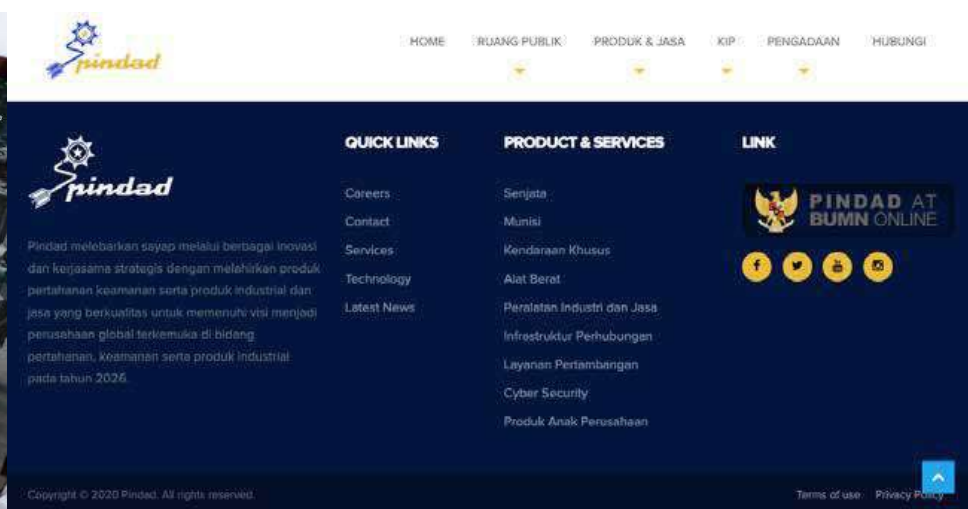 pindad
HOME RUANG PUBLIK PRODUK & JASA KIP PENGADAAN HUBUNGI
pindad
Pindad melebarkan sayap melalui berbagai inovasi
dan kerjasama strategis dengan melahirkan produk
pertahanan keamanan serta produk industrial dan
jasa yang berkualitas untuk memenuhi visi menjadi
perusahaan global terkemuka di bidang
pertahanan, keamanan serta produk industrial
pada tahun 2026.
QUICK LINKS
Careers
Contact
Services
Technology
Latest News
PRODUCT & SERVICES
Senjata
Munisi
Kendaraan Khusus
Alat Berat
Peralatan Industri dan Jasa
Infrastruktur Perhubungan
Layanan Pertambangan
Cyber Security
Produk Anak Perusahaan
LINK
PINDAD AT
BUMN ONLINE
Copyright © 2020 Pindad. All rights reserved.
Terms of use Privacy Policy